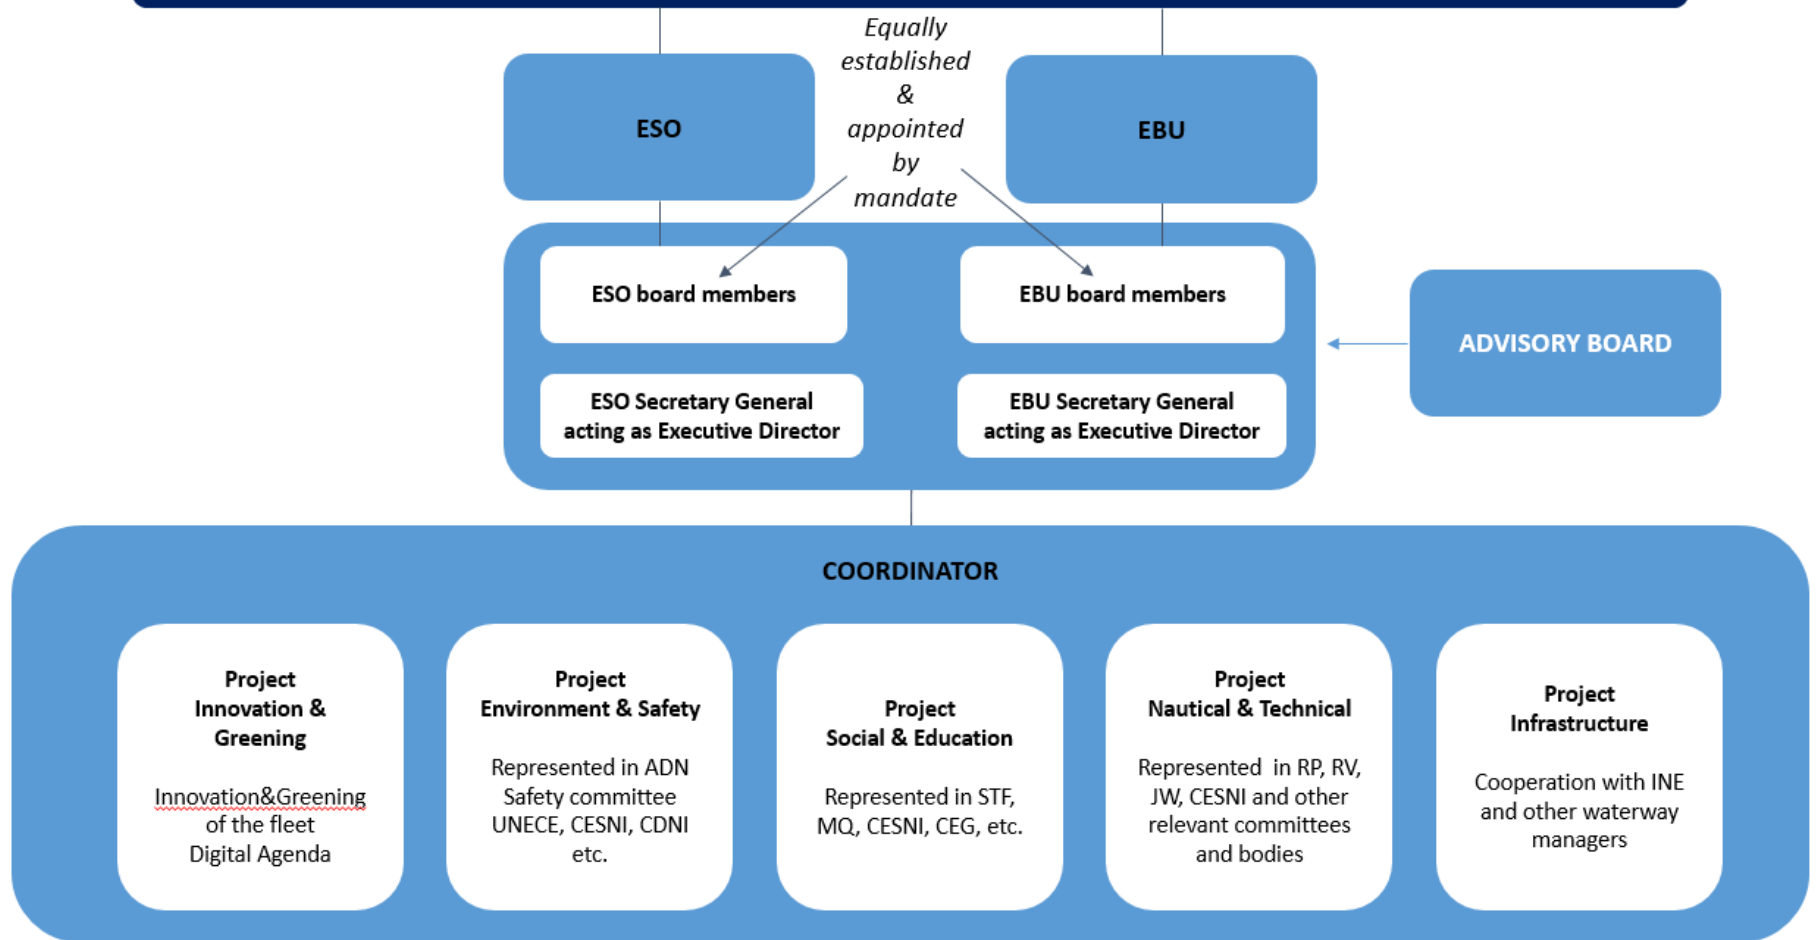 Equally
established
&
appointed
by
mandate
ESO
EBU
ESO board members
EBU board members
ADVISORY BOARD
ESO Secretary General
acting as Executive Director
EBU Secretary General
acting as Executive Director
COORDINATOR
Project
Innovation &
Greening
Innovation&Greening
of the fleet
Digital Agenda
Project
Environment & Safety
Represented in ADN
Safety committee
UNECE, CESNI, CDNI
etc.
Project
Social & Education
Represented in STF,
MQ, CESNI, CEG, etc.
Project
Nautical & Technical
Represented  in RP, RV,
JW, CESNI and other
relevant committees
and bodies
Project
Infrastructure
Cooperation with INE
and other waterway
managers